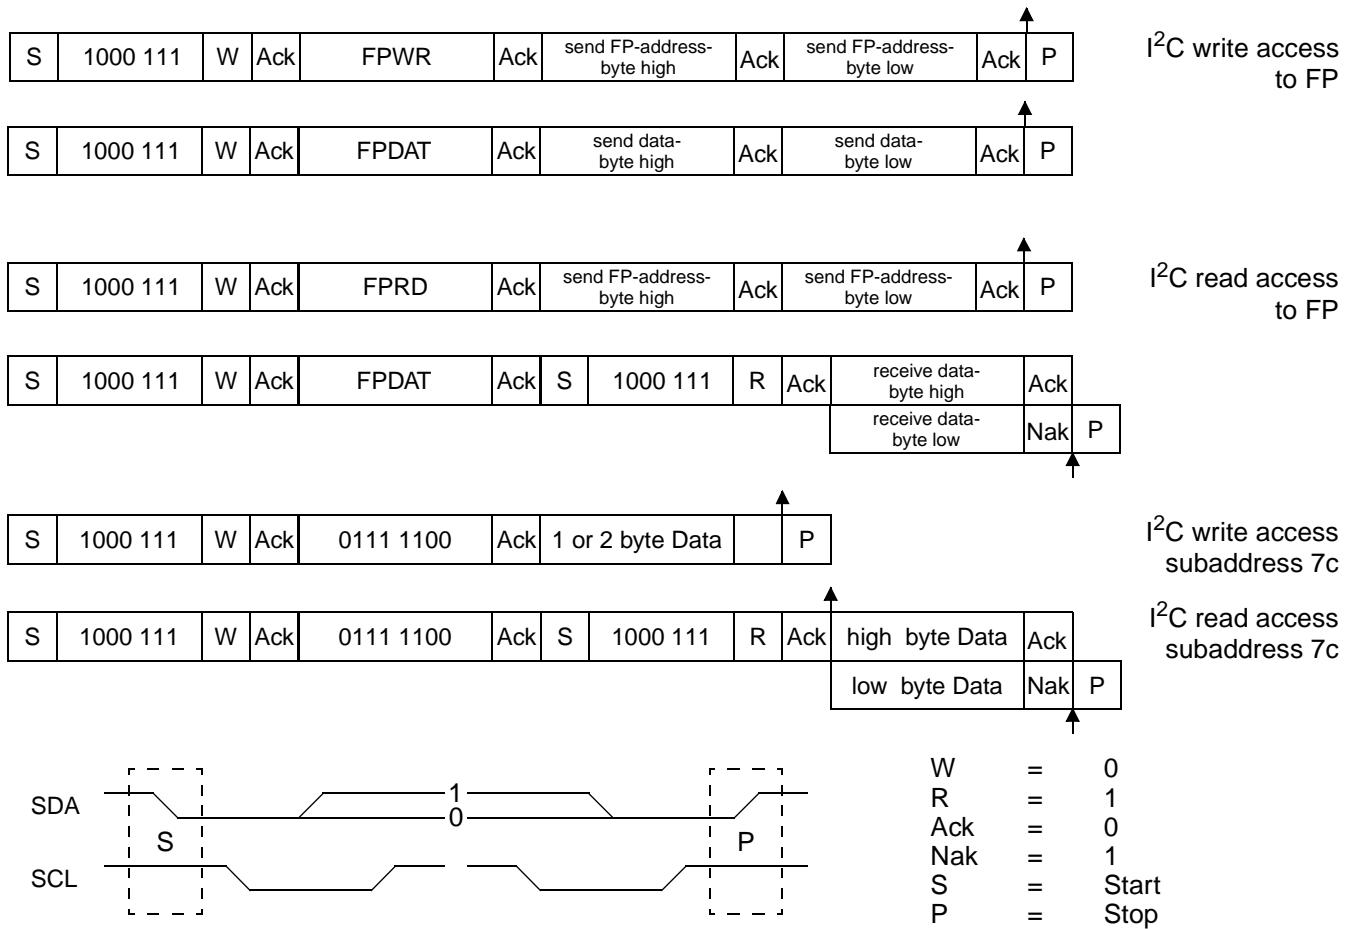 S 1000 111 W Ack FPWR Ack send FP-address-byte high Ack send FP-address-byte low Ack P
I²C write access
to FP
S 1000 111 W Ack FPDAT Ack send data-byte high Ack send data-byte low Ack P
S 1000 111 W Ack FPRD Ack send FP-address-byte high Ack send FP-address-byte low Ack P
I²C read access
to FP
S 1000 111 W Ack FPDAT Ack S 1000 111 R Ack receive data-byte high Ack
receive data-byte low Nak P
S 1000 111 W Ack 0111 1100 Ack 1 or 2 byte Data P
I²C write access
subaddress 7c
S 1000 111 W Ack 0111 1100 Ack S 1000 111 R Ack high byte Data Ack
I²C read access
subaddress 7c
low byte Data Nak P
SDA
1
0
S
P
SCL
W = 0
R = 1
Ack = 0
Nak = 1
S = Start
P = Stop